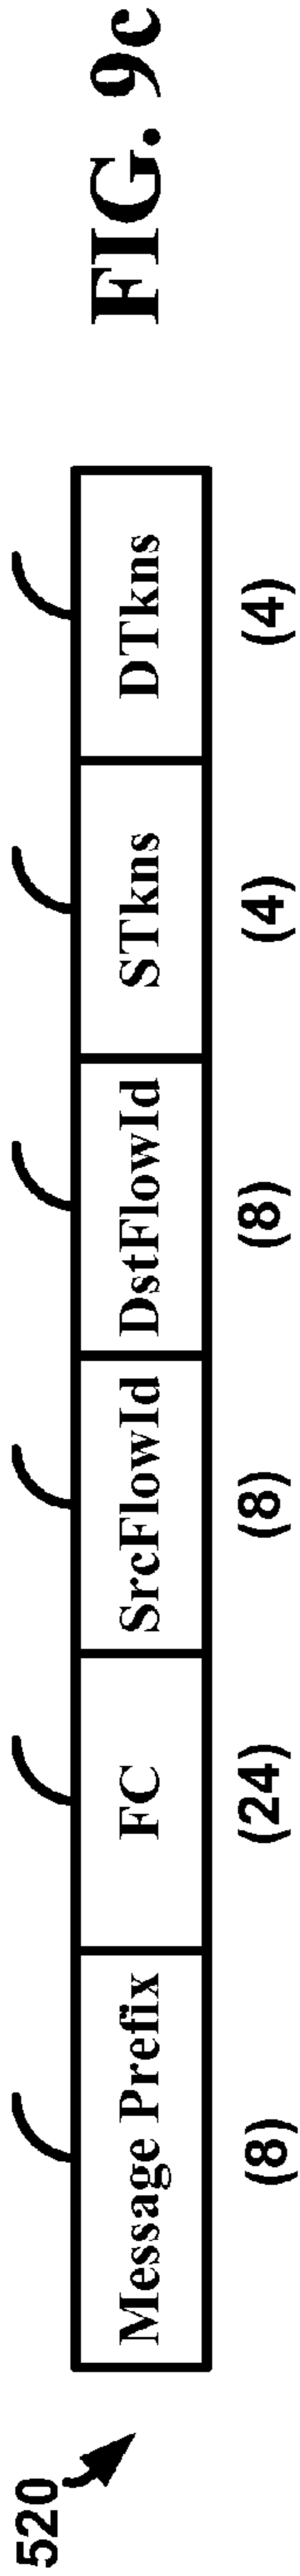 520
Message Prefix FC SrcFlowId DstFlowId STkns DTkns
(8) (24) (8) (8) (4) (4)
FIG. 9c